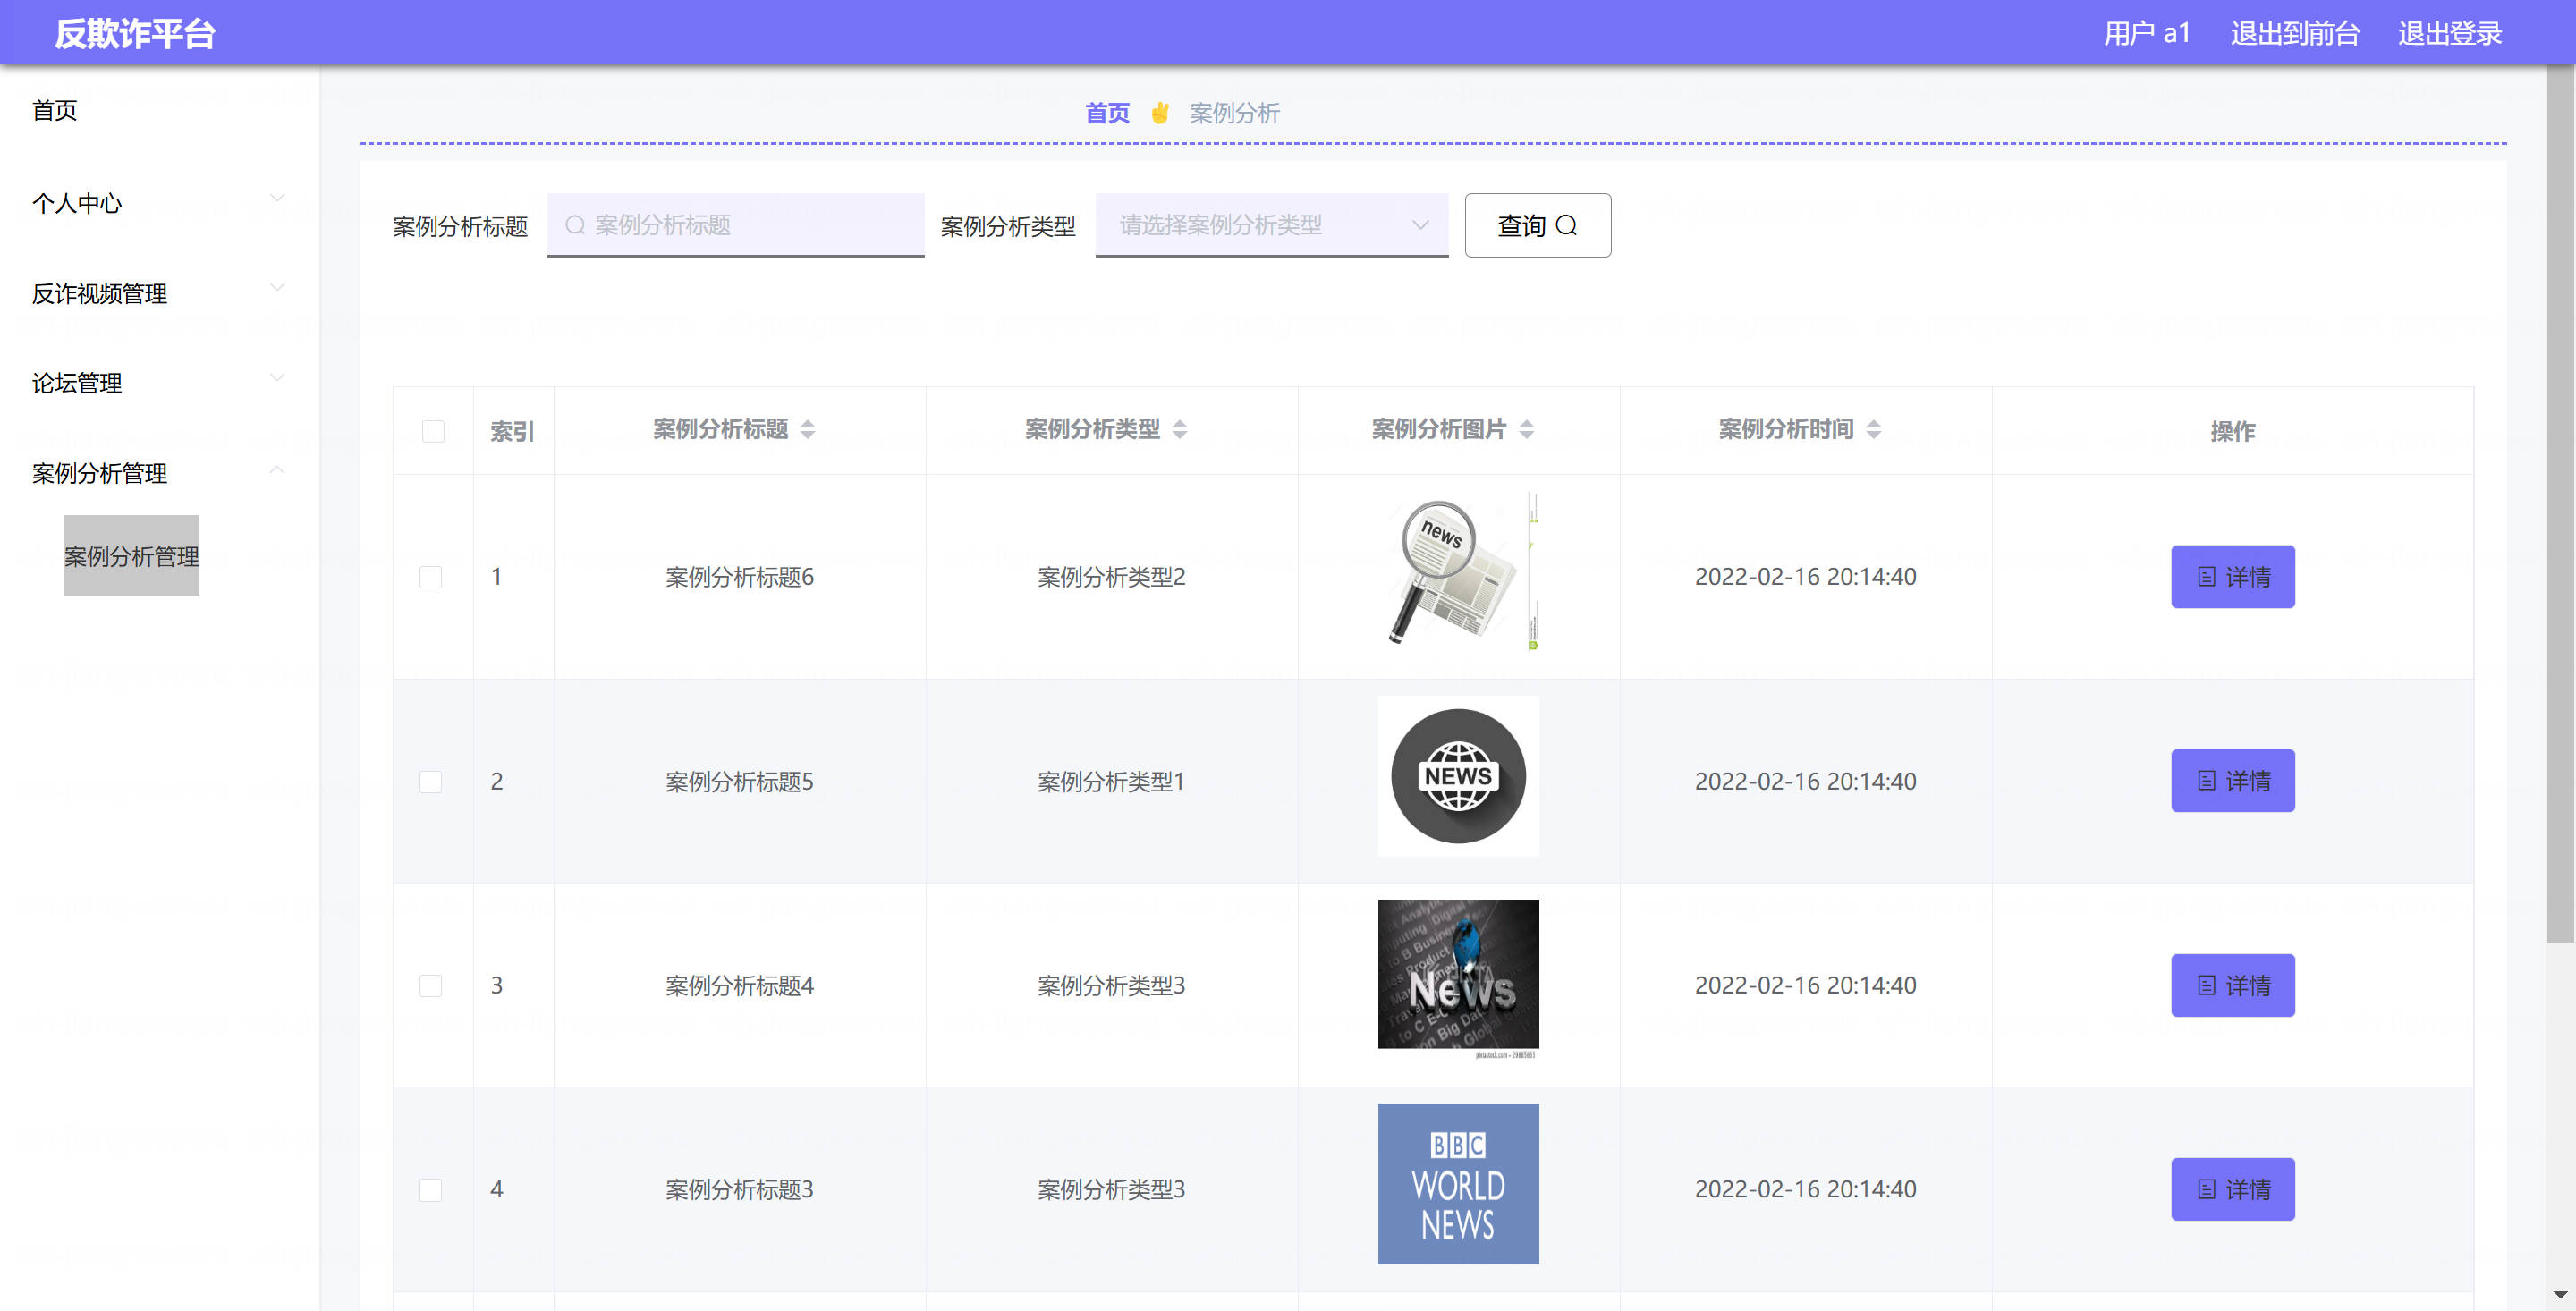 反欺诈平台
用户 a1 退出到前台 退出登录
首页
个人中心
反诈视频管理
论坛管理
案例分析管理
案例分析管理
首页 案例分析
案例分析标题 案例分析标题 案例分析类型 请选择案例分析类型 查询
索引 案例分析标题 案例分析类型 案例分析图片 案例分析时间 操作
news
1 案例分析标题6 案例分析类型2 2022-02-16 20:14:40 详情
2 案例分析标题5 案例分析类型1 NEWS 2022-02-16 20:14:40 详情
3 案例分析标题4 案例分析类型3 News 2022-02-16 20:14:40 详情
BBC
WORLD
NEWS
4 案例分析标题3 案例分析类型3 2022-02-16 20:14:40 详情